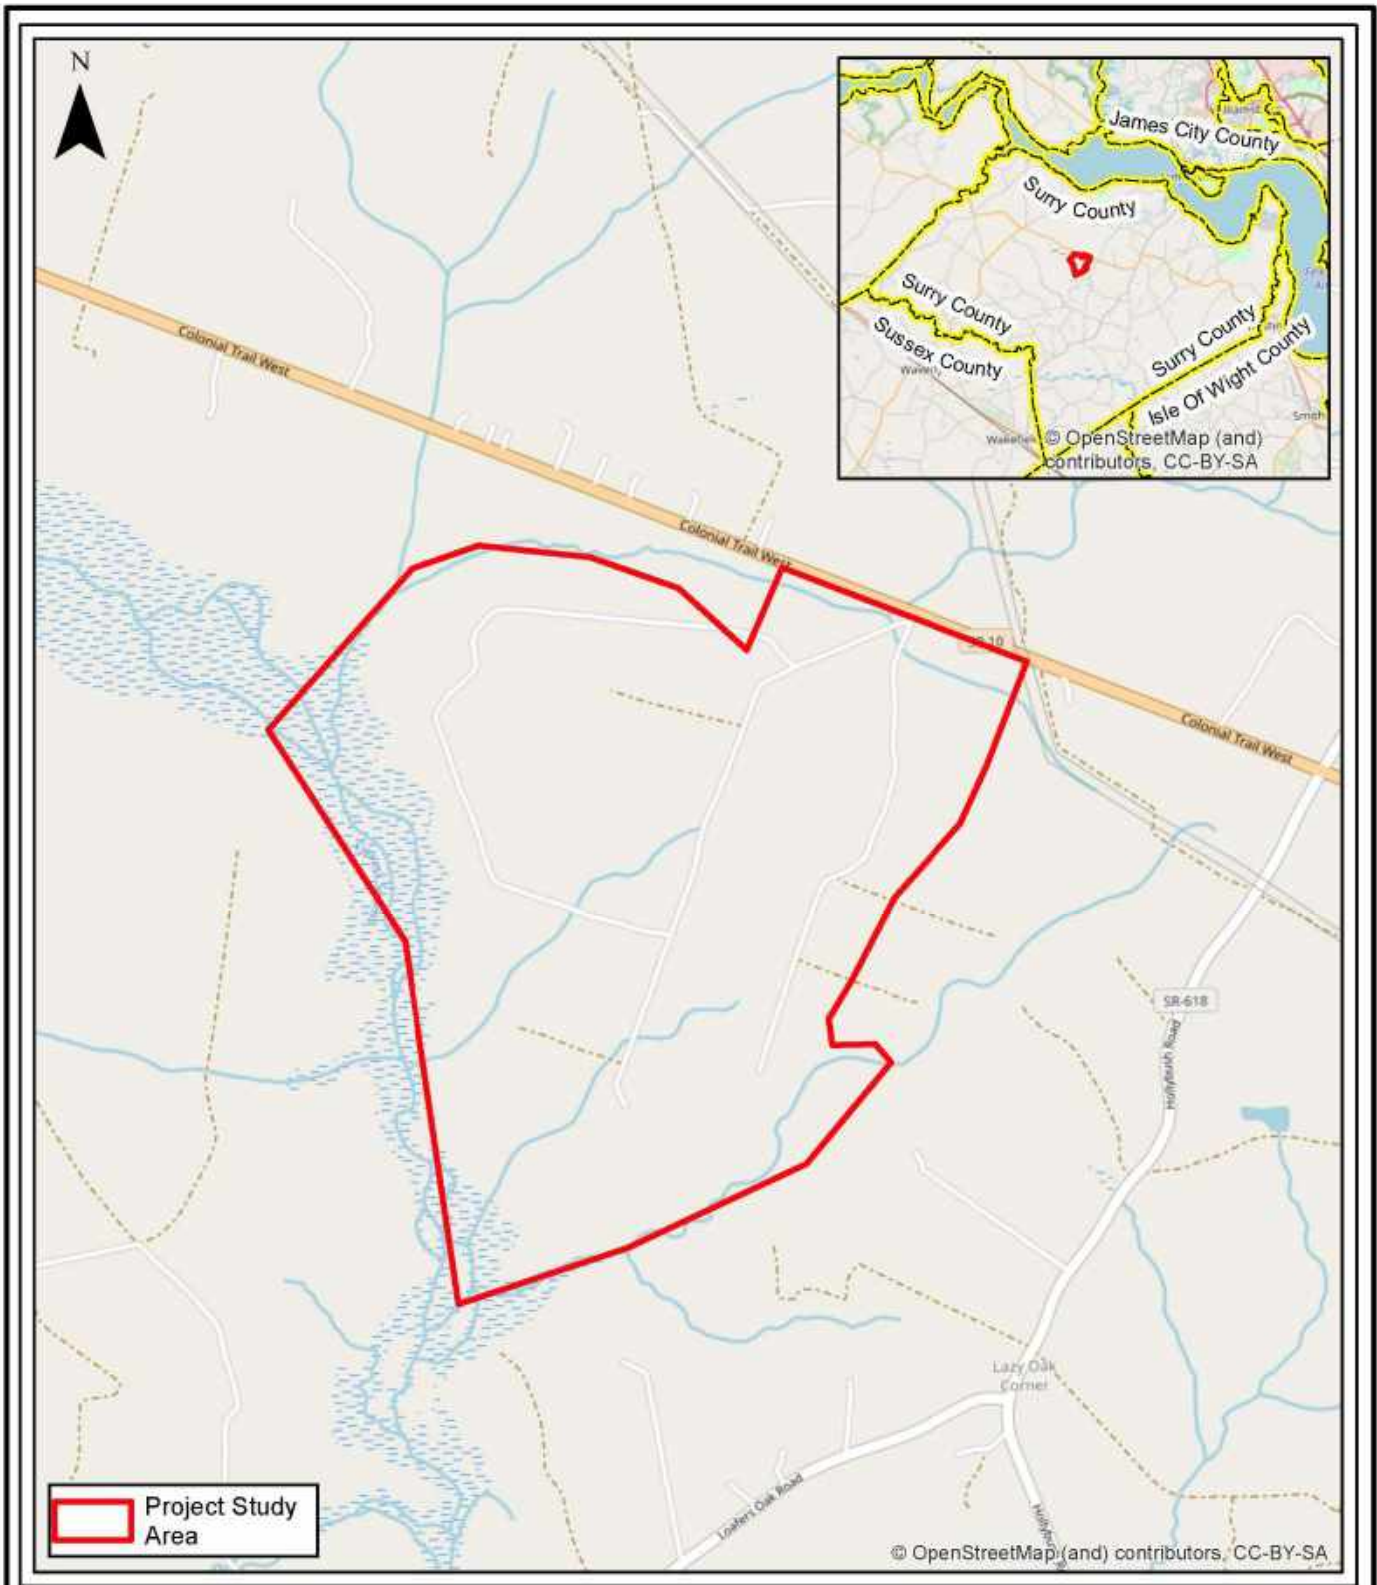 N
James City County
Surry County
Surry County
Sussex County
Surry County
Isle Of Wight County
© OpenStreetMap (and)
contributors, CC-BY-SA
Colonial Trail West
Colonial Trail West
Colonial Trail West
SR-618
Hollybush Road
Lazy Oak
Corner
Loafers Oak Road
Project Study
Area
© OpenStreetMap (and) contributors, CC-BY-SA